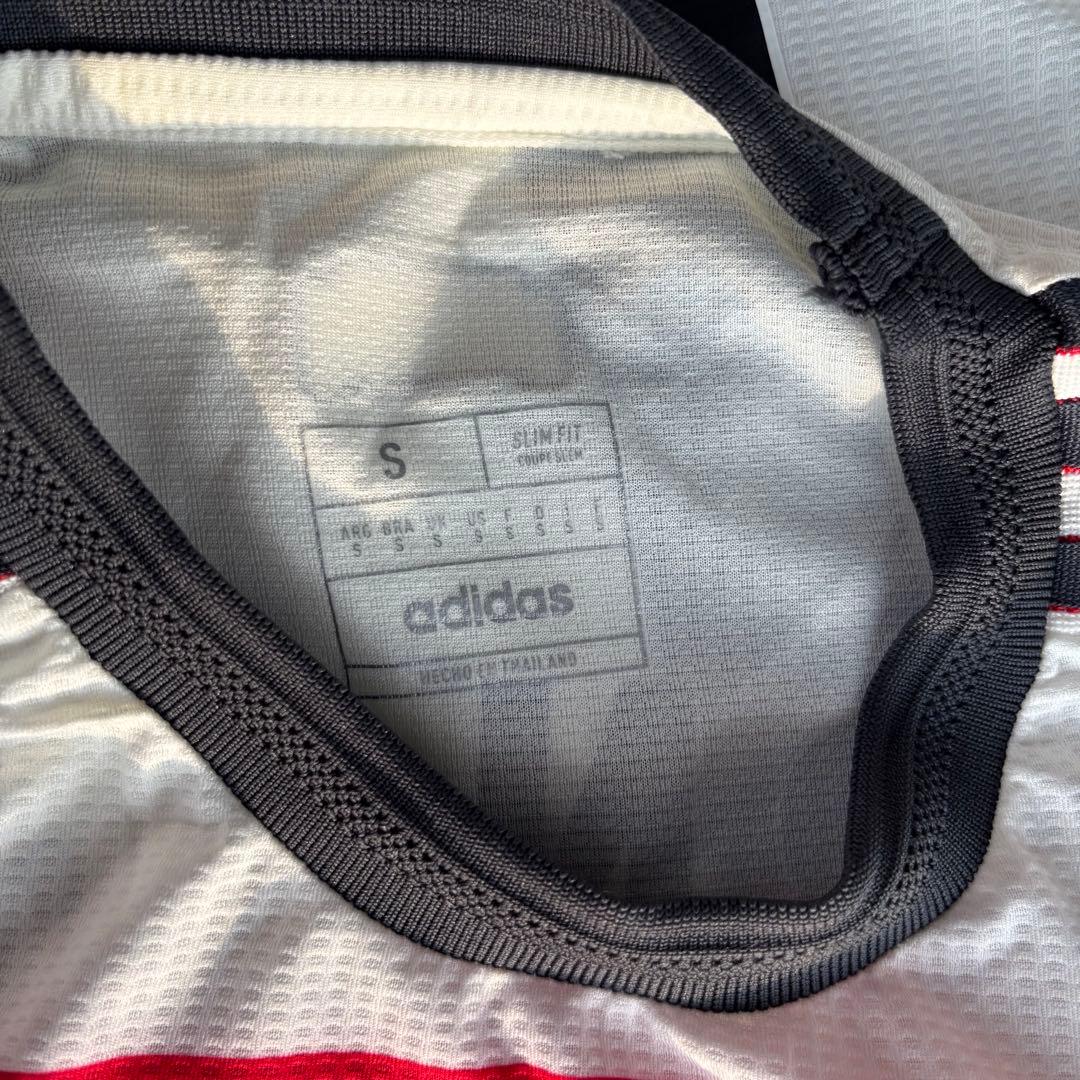 S
SLIM FIT
COUPE SLIM
ARG BRA UK US F D I E
S S S S S S S S
adidas
HECHO EN THAILAND